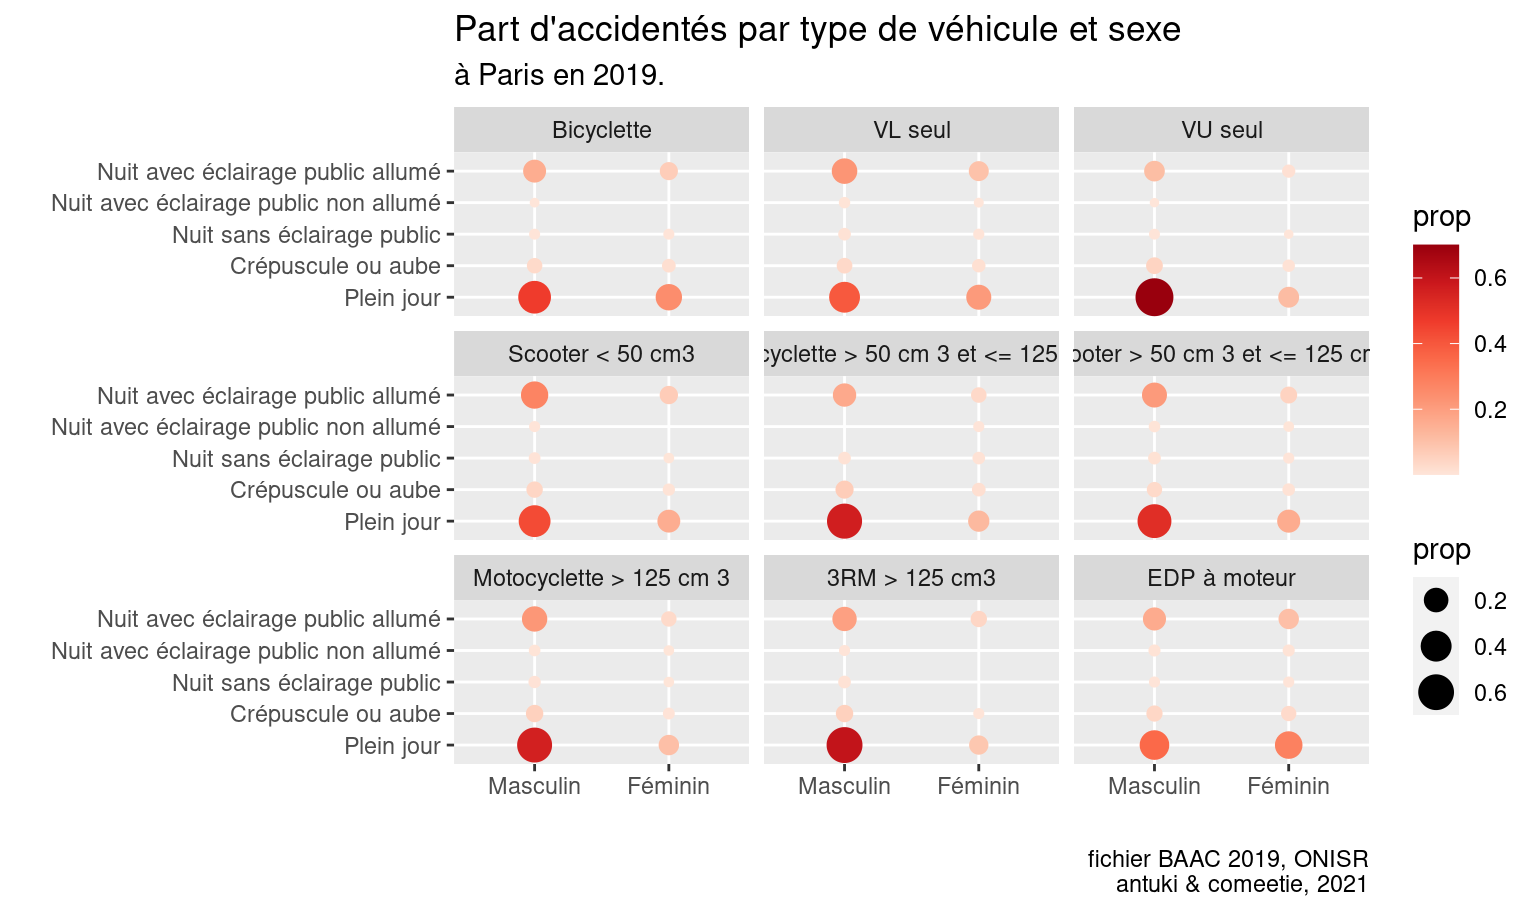 Part d'accidentés par type de véhicule et sexe
à Paris en 2019.
Bicyclette
VL seul
VU seul
Nuit avec éclairage public allumé
Nuit avec éclairage public non allumé
Nuit sans éclairage public
Crépuscule ou aube
Plein jour
Scooter < 50 cm3
cyclette > 50 cm 3 et <= 125
ooter > 50 cm 3 et <= 125 cm
Nuit avec éclairage public allumé
Nuit avec éclairage public non allumé
Nuit sans éclairage public
Crépuscule ou aube
Plein jour
Motocyclette > 125 cm 3
3RM > 125 cm3
EDP à moteur
Nuit avec éclairage public allumé
Nuit avec éclairage public non allumé
Nuit sans éclairage public
Crépuscule ou aube
Plein jour
Masculin
Féminin
Masculin
Féminin
Masculin
Féminin
prop
0.6
0.4
0.2
prop
0.2
0.4
0.6
fichier BAAC 2019, ONISR
antuki & comeetie, 2021